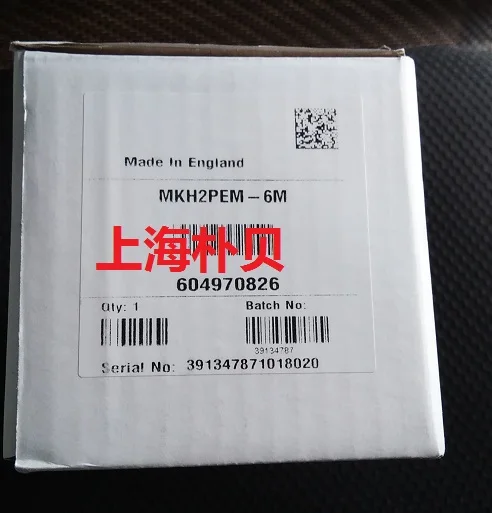 Made In England
MKH2PEM-6M
上海朴贝
604970826
Qty: 1
Batch No:
39134787
Serial No: 391347871018020